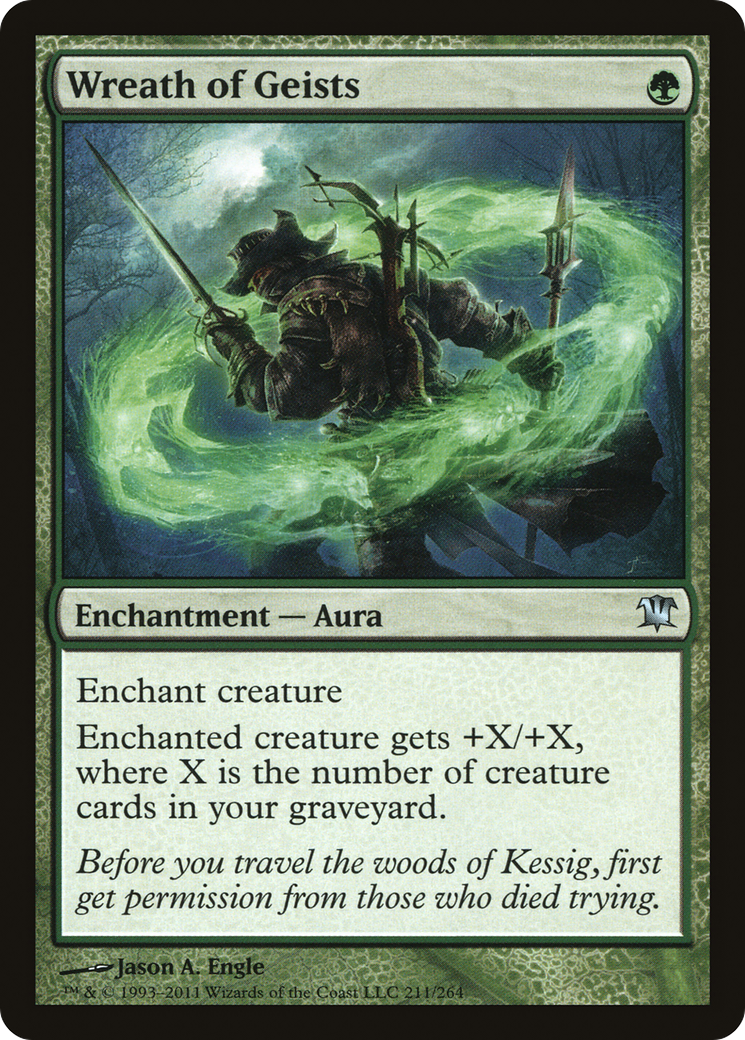 Wreath of Geists
Enchantment — Aura
Enchant creature
Enchanted creature gets +X/+X,
where X is the number of creature
cards in your graveyard.
Before you travel the woods of Kessig, first
get permission from those who died trying.
Jason A. Engle
™ & © 1993–2011 Wizards of the Coast LLC 211/264